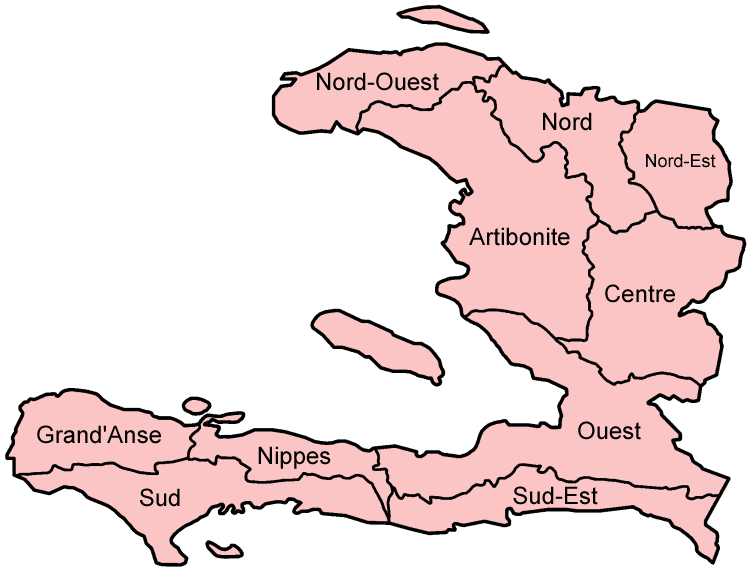 Nord-Ouest
Nord
Nord-Est
Artibonite
Centre
Ouest
Grand'Anse
Nippes
Sud
Sud-Est